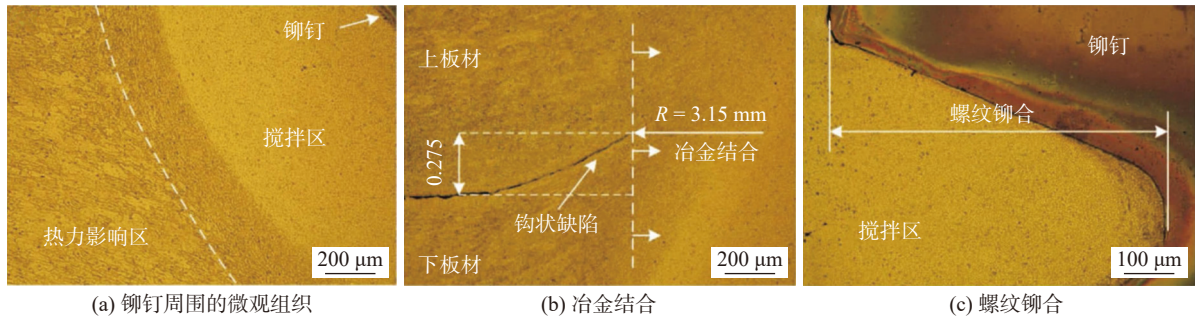 铆钉
搅拌区
热力影响区
200 μm
(a) 铆钉周围的微观组织
上板材
R = 3.15 mm
0.275
冶金结合
钩状缺陷
下板材
200 μm
(b) 冶金结合
铆钉
螺纹铆合
搅拌区
100 μm
(c) 螺纹铆合